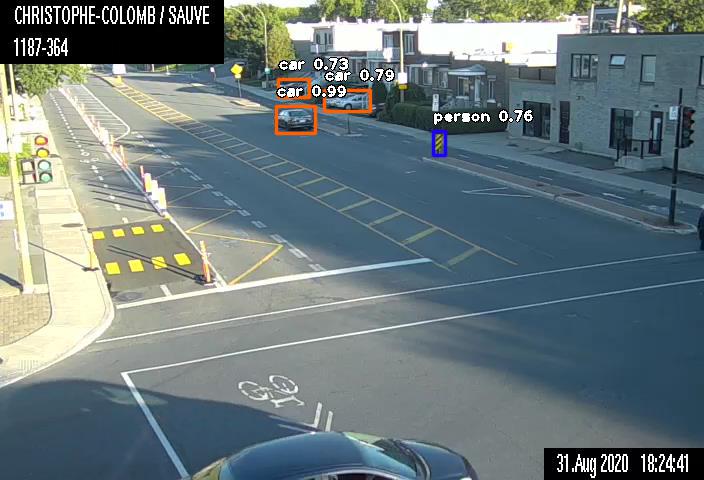 CHRISTOPHE-COLOMB / SAUVE
1187-364
car 0.73
car 0.79
car 0.99
person 0.76
31.Aug 2020 18:24:41